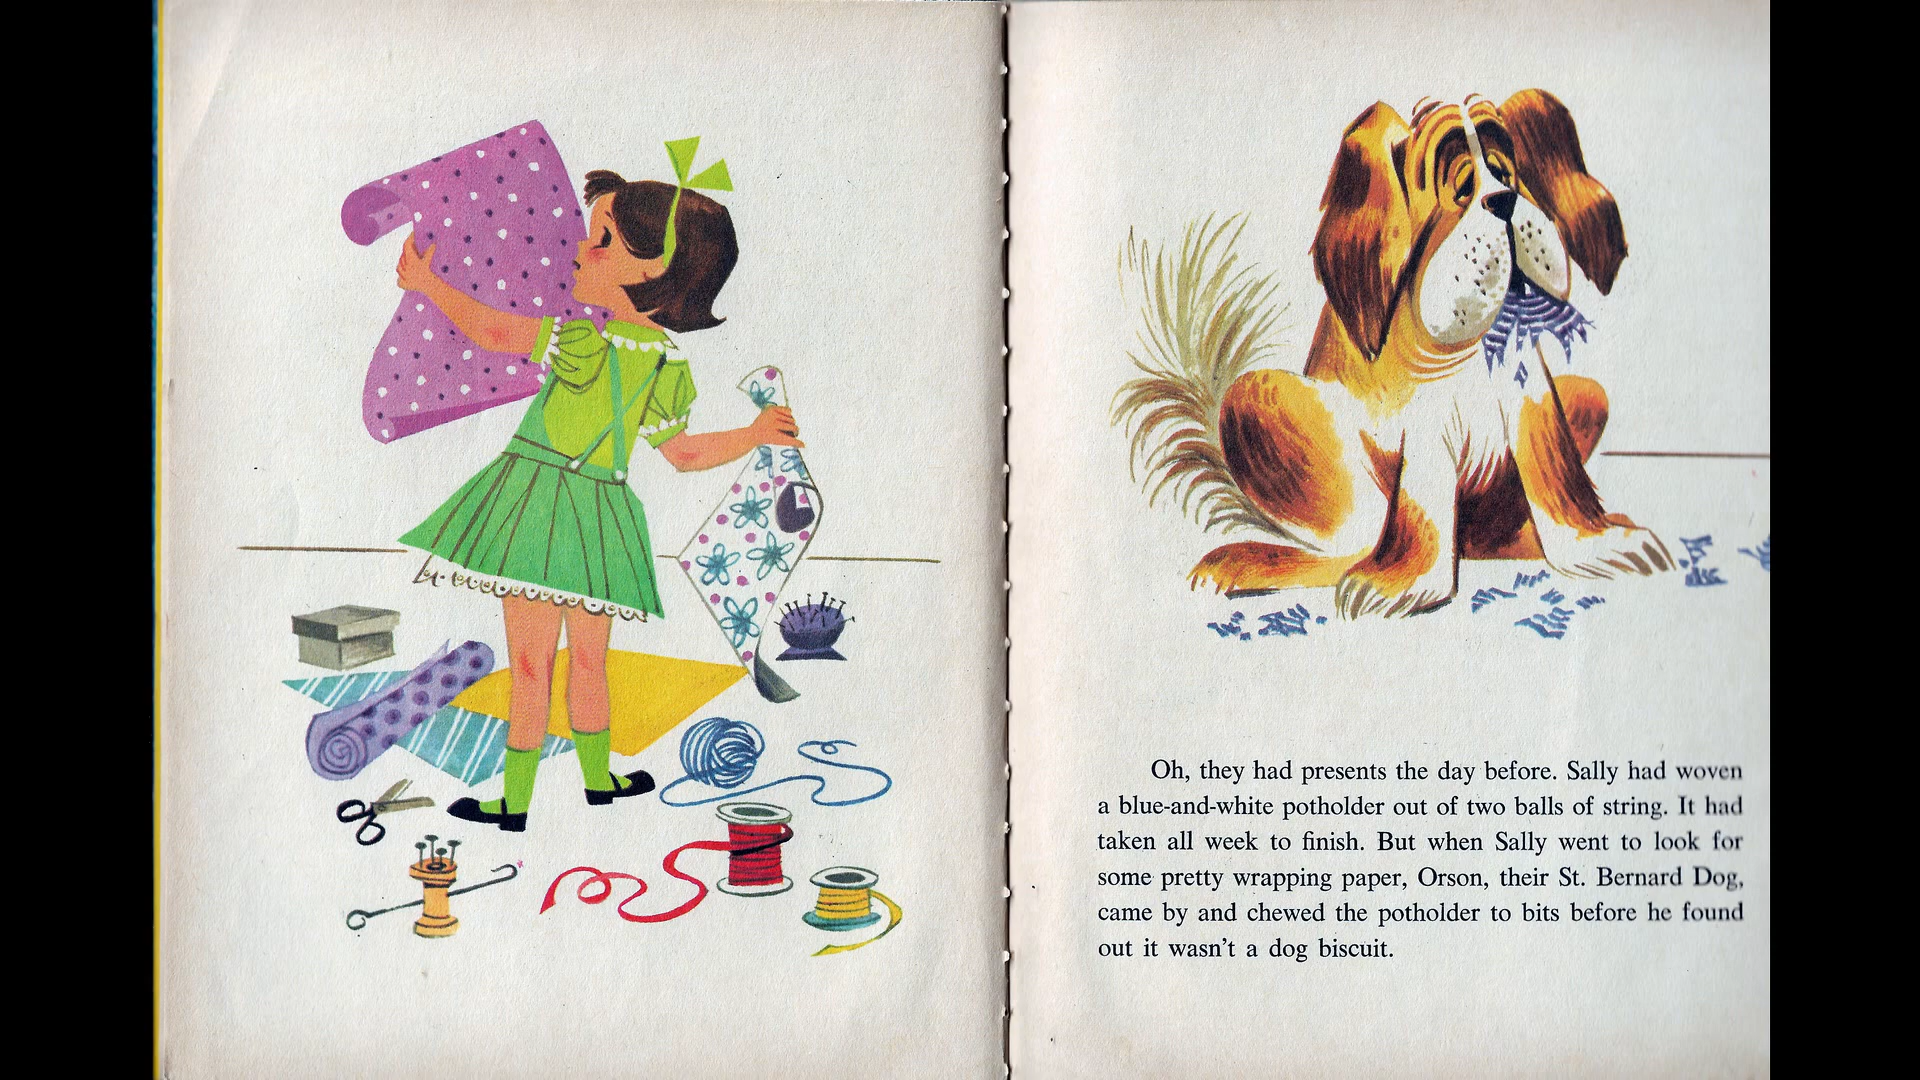 Oh, they had presents the day before. Sally had woven
a blue-and-white potholder out of two balls of string. It had
taken all week to finish. But when Sally went to look for
some pretty wrapping paper, Orson, their St. Bernard Dog,
came by and chewed the potholder to bits before he found
out it wasn't a dog biscuit.